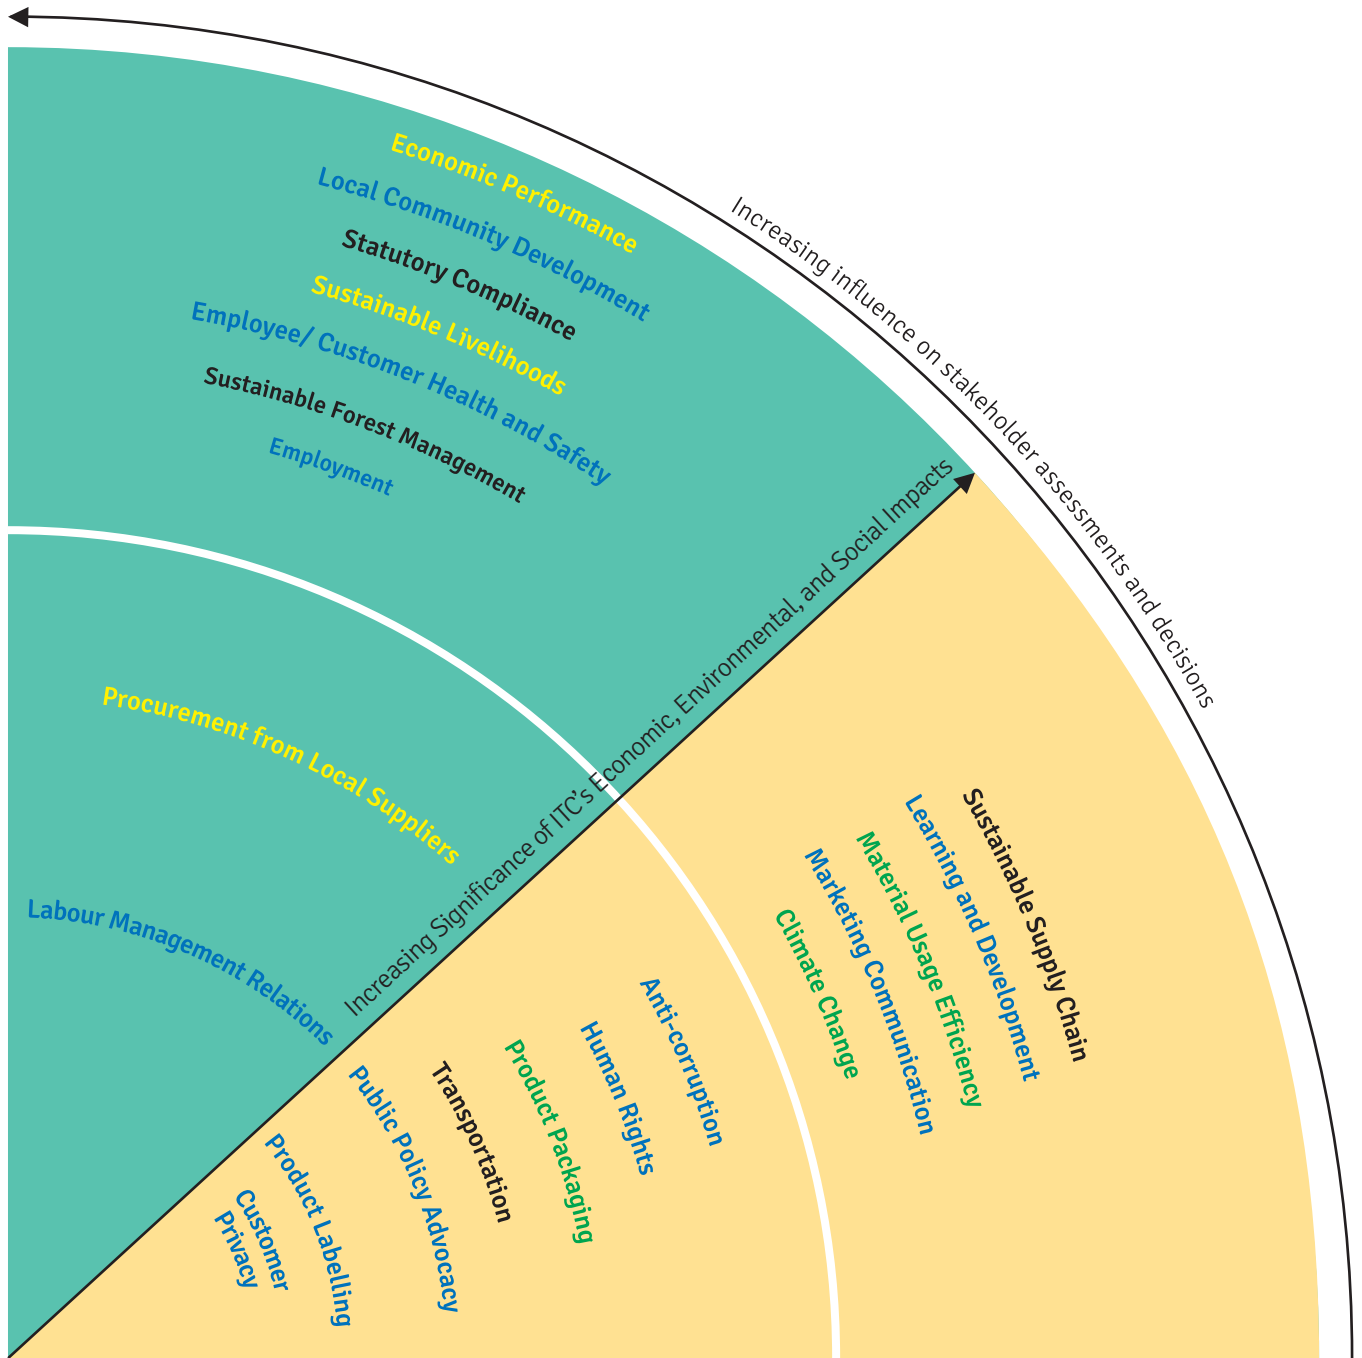 Economic Performance
Local Community Development
Statutory Compliance
Sustainable Livelihoods
Employee/ Customer Health and Safety
Sustainable Forest Management
Employment
Increasing influence on stakeholder assessments and decisions
Increasing Significance of ITC's Economic, Environmental, and Social Impacts
Procurement from Local Suppliers
Labour Management Relations
Sustainable Supply Chain
Learning and Development
Material Usage Efficiency
Marketing Communication
Climate Change
Anti-corruption
Human Rights
Product Packaging
Transportation
Public Policy Advocacy
Product Labelling
Customer
Privacy